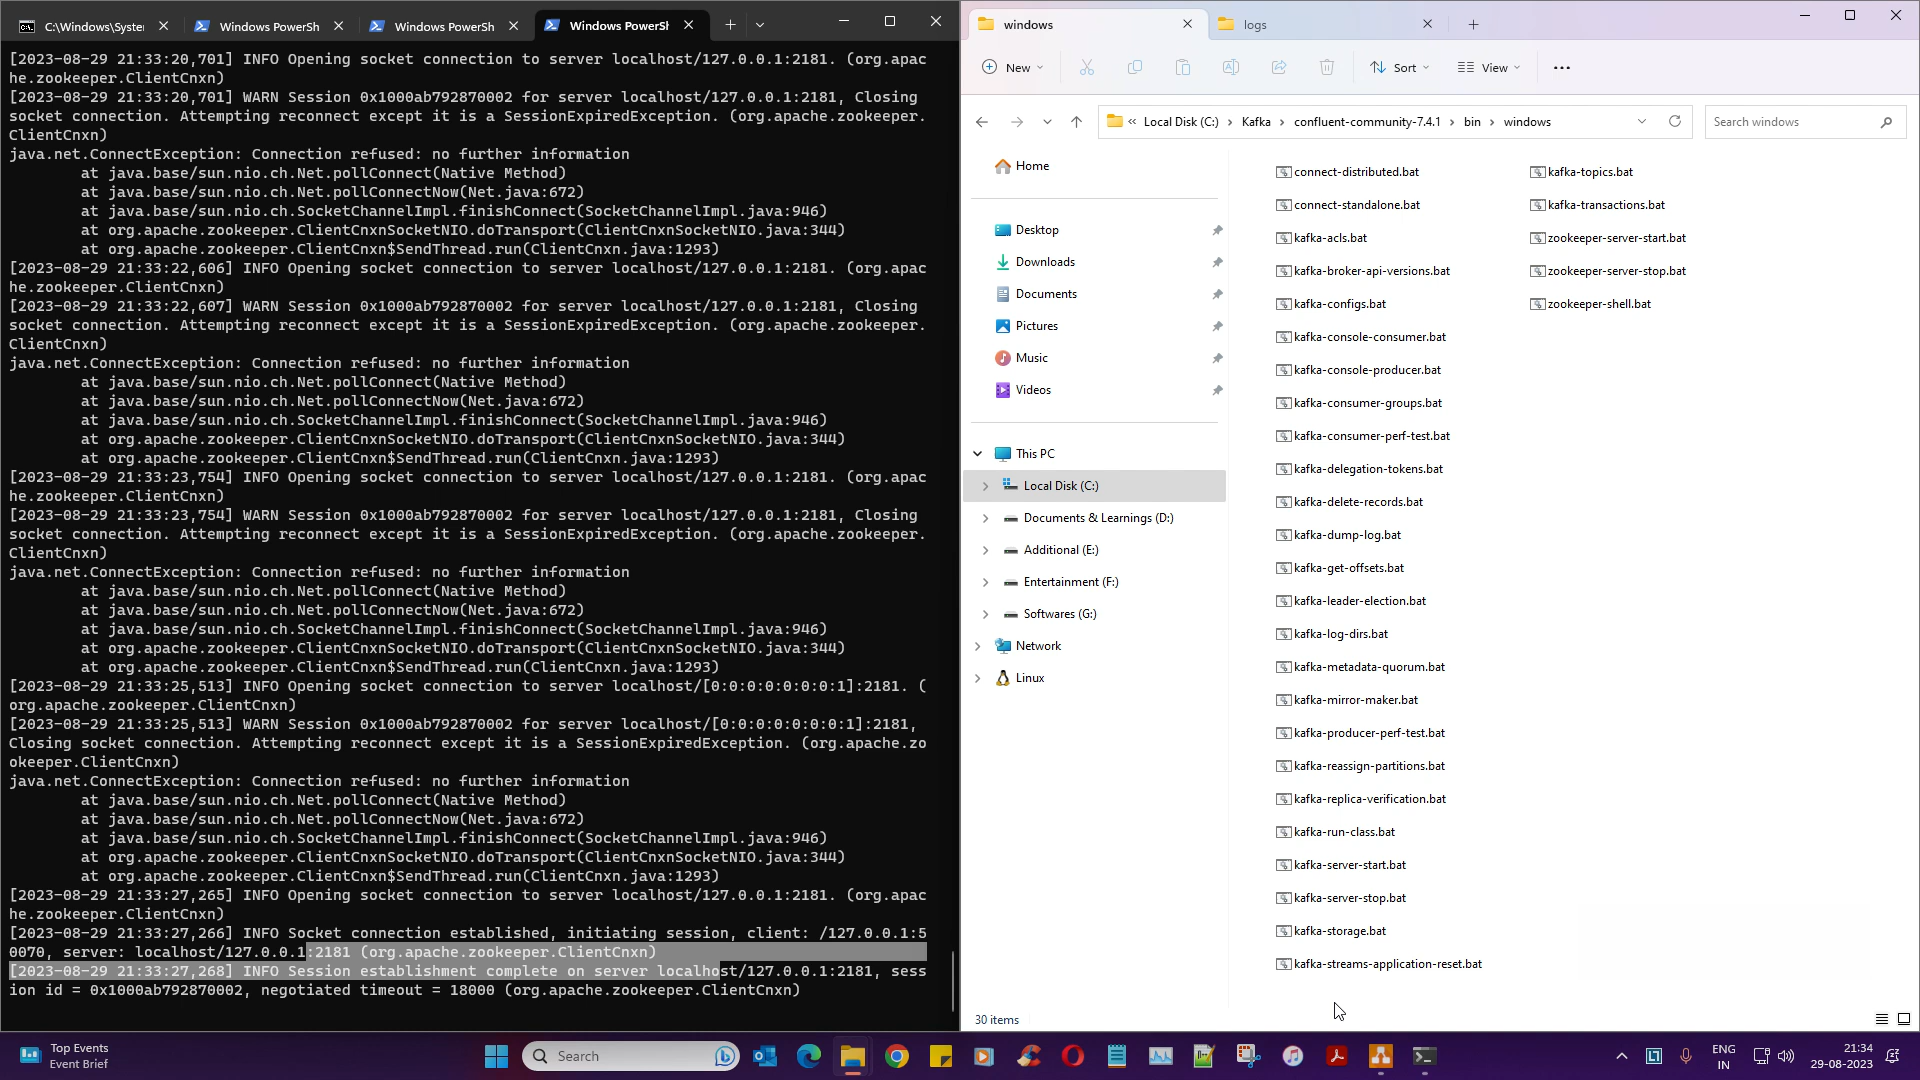 C:\Windows\Syste
Windows PowerSh
Windows PowerSh
Windows PowerSh
[2023-08-29 21:33:20,701] INFO Opening socket connection to server localhost/127.0.0.1:2181. (org.apac
he.zookeeper.ClientCnxn)
[2023-08-29 21:33:20,701] WARN Session 0x1000ab792870002 for server localhost/127.0.0.1:2181, Closing
socket connection. Attempting reconnect except it is a SessionExpiredException. (org.apache.zookeeper.
ClientCnxn)
java.net.ConnectException: Connection refused: no further information
at java.base/sun.nio.ch.Net.pollConnect(Native Method)
at java.base/sun.nio.ch.Net.pollConnectNow(Net.java:672)
at java.base/sun.nio.ch.SocketChannelImpl.finishConnect(SocketChannelImpl.java:946)
at org.apache.zookeeper.ClientCnxnSocketNIO.doTransport(ClientCnxnSocketNIO.java:344)
at org.apache.zookeeper.ClientCnxn$SendThread.run(ClientCnxn.java:1293)
[2023-08-29 21:33:22,606] INFO Opening socket connection to server localhost/127.0.0.1:2181. (org.apac
he.zookeeper.ClientCnxn)
[2023-08-29 21:33:22,607] WARN Session 0x1000ab792870002 for server localhost/127.0.0.1:2181, Closing
socket connection. Attempting reconnect except it is a SessionExpiredException. (org.apache.zookeeper.
ClientCnxn)
java.net.ConnectException: Connection refused: no further information
at java.base/sun.nio.ch.Net.pollConnect(Native Method)
at java.base/sun.nio.ch.Net.pollConnectNow(Net.java:672)
at java.base/sun.nio.ch.SocketChannelImpl.finishConnect(SocketChannelImpl.java:946)
at org.apache.zookeeper.ClientCnxnSocketNIO.doTransport(ClientCnxnSocketNIO.java:344)
at org.apache.zookeeper.ClientCnxn$SendThread.run(ClientCnxn.java:1293)
[2023-08-29 21:33:23,754] INFO Opening socket connection to server localhost/127.0.0.1:2181. (org.apac
he.zookeeper.ClientCnxn)
[2023-08-29 21:33:23,754] WARN Session 0x1000ab792870002 for server localhost/127.0.0.1:2181, Closing
socket connection. Attempting reconnect except it is a SessionExpiredException. (org.apache.zookeeper.
ClientCnxn)
java.net.ConnectException: Connection refused: no further information
at java.base/sun.nio.ch.Net.pollConnect(Native Method)
at java.base/sun.nio.ch.Net.pollConnectNow(Net.java:672)
at java.base/sun.nio.ch.SocketChannelImpl.finishConnect(SocketChannelImpl.java:946)
at org.apache.zookeeper.ClientCnxnSocketNIO.doTransport(ClientCnxnSocketNIO.java:344)
at org.apache.zookeeper.ClientCnxn$SendThread.run(ClientCnxn.java:1293)
[2023-08-29 21:33:25,513] INFO Opening socket connection to server localhost/[0:0:0:0:0:0:0:1]:2181. (
org.apache.zookeeper.ClientCnxn)
[2023-08-29 21:33:25,513] WARN Session 0x1000ab792870002 for server localhost/[0:0:0:0:0:0:0:1]:2181,
Closing socket connection. Attempting reconnect except it is a SessionExpiredException. (org.apache.zo
okeeper.ClientCnxn)
java.net.ConnectException: Connection refused: no further information
at java.base/sun.nio.ch.Net.pollConnect(Native Method)
at java.base/sun.nio.ch.Net.pollConnectNow(Net.java:672)
at java.base/sun.nio.ch.SocketChannelImpl.finishConnect(SocketChannelImpl.java:946)
at org.apache.zookeeper.ClientCnxnSocketNIO.doTransport(ClientCnxnSocketNIO.java:344)
at org.apache.zookeeper.ClientCnxn$SendThread.run(ClientCnxn.java:1293)
[2023-08-29 21:33:27,265] INFO Opening socket connection to server localhost/127.0.0.1:2181. (org.apac
he.zookeeper.ClientCnxn)
[2023-08-29 21:33:27,266] INFO Socket connection established, initiating session, client: /127.0.0.1:5
0070, server: localhost/127.0.0.1:2181 (org.apache.zookeeper.ClientCnxn)
[2023-08-29 21:33:27,268] INFO Session establishment complete on server localhost/127.0.0.1:2181, sess
ion id = 0x1000ab792870002, negotiated timeout = 18000 (org.apache.zookeeper.ClientCnxn)
windows
logs
New
Sort
View
« Local Disk (C:) › Kafka › confluent-community-7.4.1 › bin › windows
Search windows
Home
Desktop
Downloads
Documents
Pictures
Music
Videos
This PC
Local Disk (C:)
Documents & Learnings (D:)
Additional (E:)
Entertainment (F:)
Softwares (G:)
Network
Linux
connect-distributed.bat
connect-standalone.bat
kafka-acls.bat
kafka-broker-api-versions.bat
kafka-configs.bat
kafka-console-consumer.bat
kafka-console-producer.bat
kafka-consumer-groups.bat
kafka-consumer-perf-test.bat
kafka-delegation-tokens.bat
kafka-delete-records.bat
kafka-dump-log.bat
kafka-get-offsets.bat
kafka-leader-election.bat
kafka-log-dirs.bat
kafka-metadata-quorum.bat
kafka-mirror-maker.bat
kafka-producer-perf-test.bat
kafka-reassign-partitions.bat
kafka-replica-verification.bat
kafka-run-class.bat
kafka-server-start.bat
kafka-server-stop.bat
kafka-storage.bat
kafka-streams-application-reset.bat
kafka-topics.bat
kafka-transactions.bat
zookeeper-server-start.bat
zookeeper-server-stop.bat
zookeeper-shell.bat
30 items
Top Events
Event Brief
Search
ENG
IN
21:34
29-08-2023